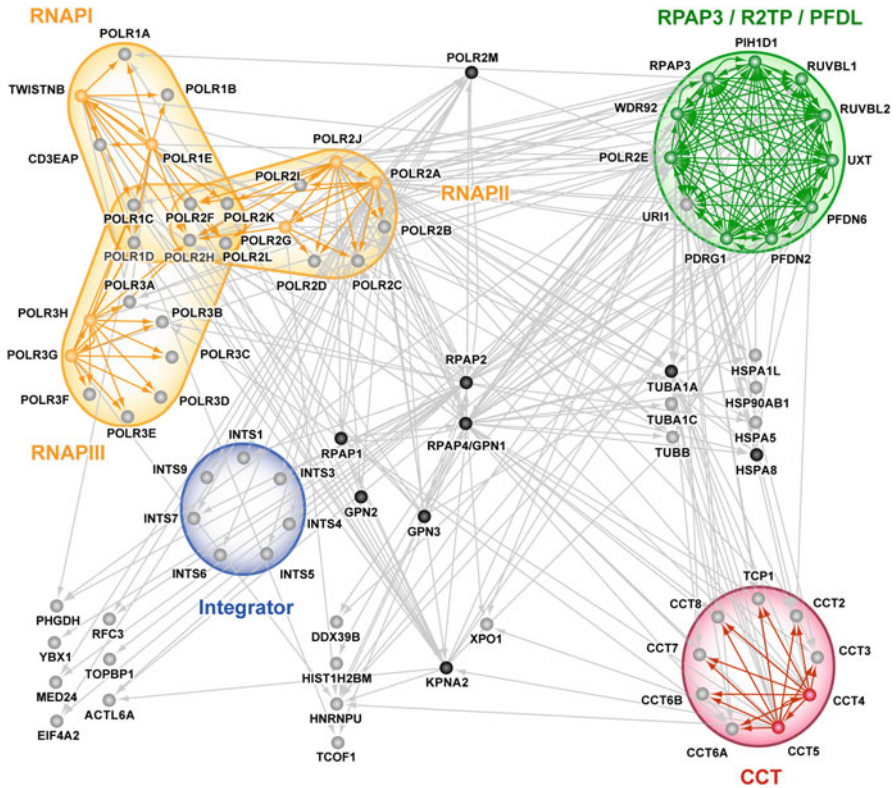 RNAPI
RPAP3 / R2TP / PFDL
POLR1A
PIH1D1
POLR2M
RPAP3
RUVBL1
TWISTNB
POLR1B
WDR92
RUVBL2
CD3EAP
POLR1E
POLR2J
POLR2E
UXT
POLR2I
POLR2A
RNAPII
POLR1C
POLR2F
POLR2K
POLR2B
URI1
PFDN6
POLR2G
POLR1D
POLR2H
POLR2L
PDRG1
PFDN2
POLR3A
POLR2D
POLR2C
POLR3H
POLR3B
POLR3G
POLR3C
RPAP2
HSPA1L
TUBA1A
POLR3F
POLR3D
HSP90AB1
TUBA1C
POLR3E
INTS1
RPAP1
RPAP4/GPN1
HSPA5
TUBB
RNAPIII
INTS9
INTS3
HSPA8
GPN2
INTS7
INTS4
GPN3
INTS6
INTS5
TCP1
Integrator
CCT8
CCT2
PHGDH
RFC3
DDX39B
XPO1
CCT7
CCT3
YBX1
TOPBP1
HIST1H2BM
KPNA2
MED24
CCT6B
CCT4
ACTL6A
HNRNPU
EIF4A2
CCT6A
CCT5
TCOF1
CCT